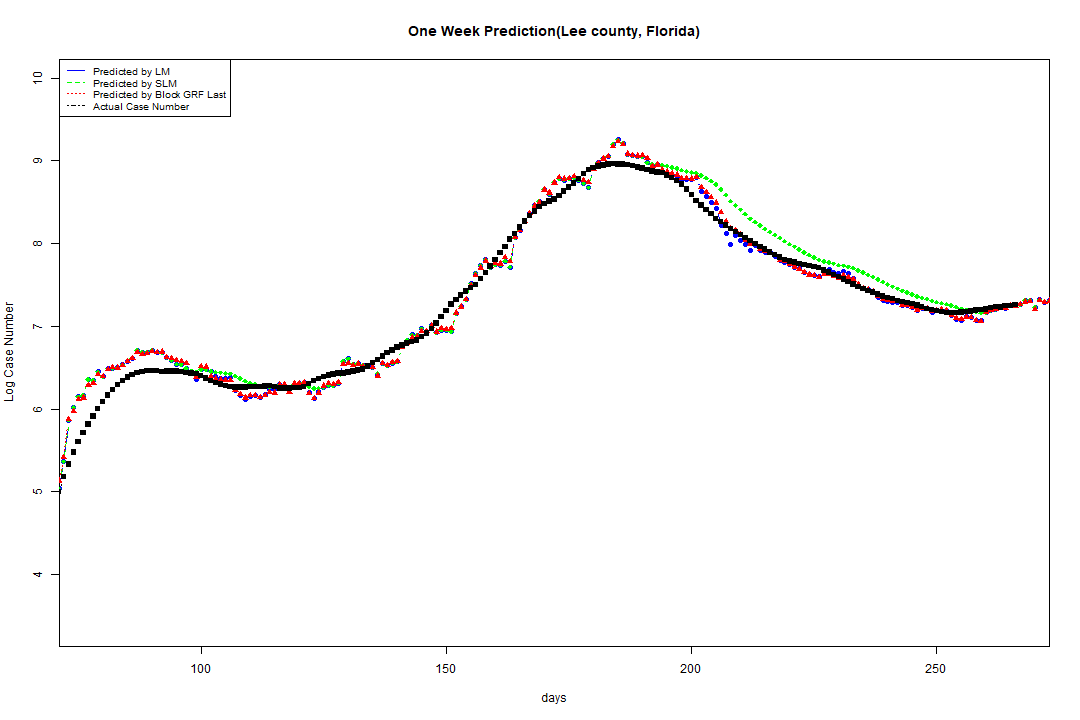 One Week Prediction(Lee county, Florida)
Predicted by LM
Predicted by SLM
Predicted by Block GRF Last
Actual Case Number
10
9
8
7
6
5
4
Log Case Number
100 150 200 250
days